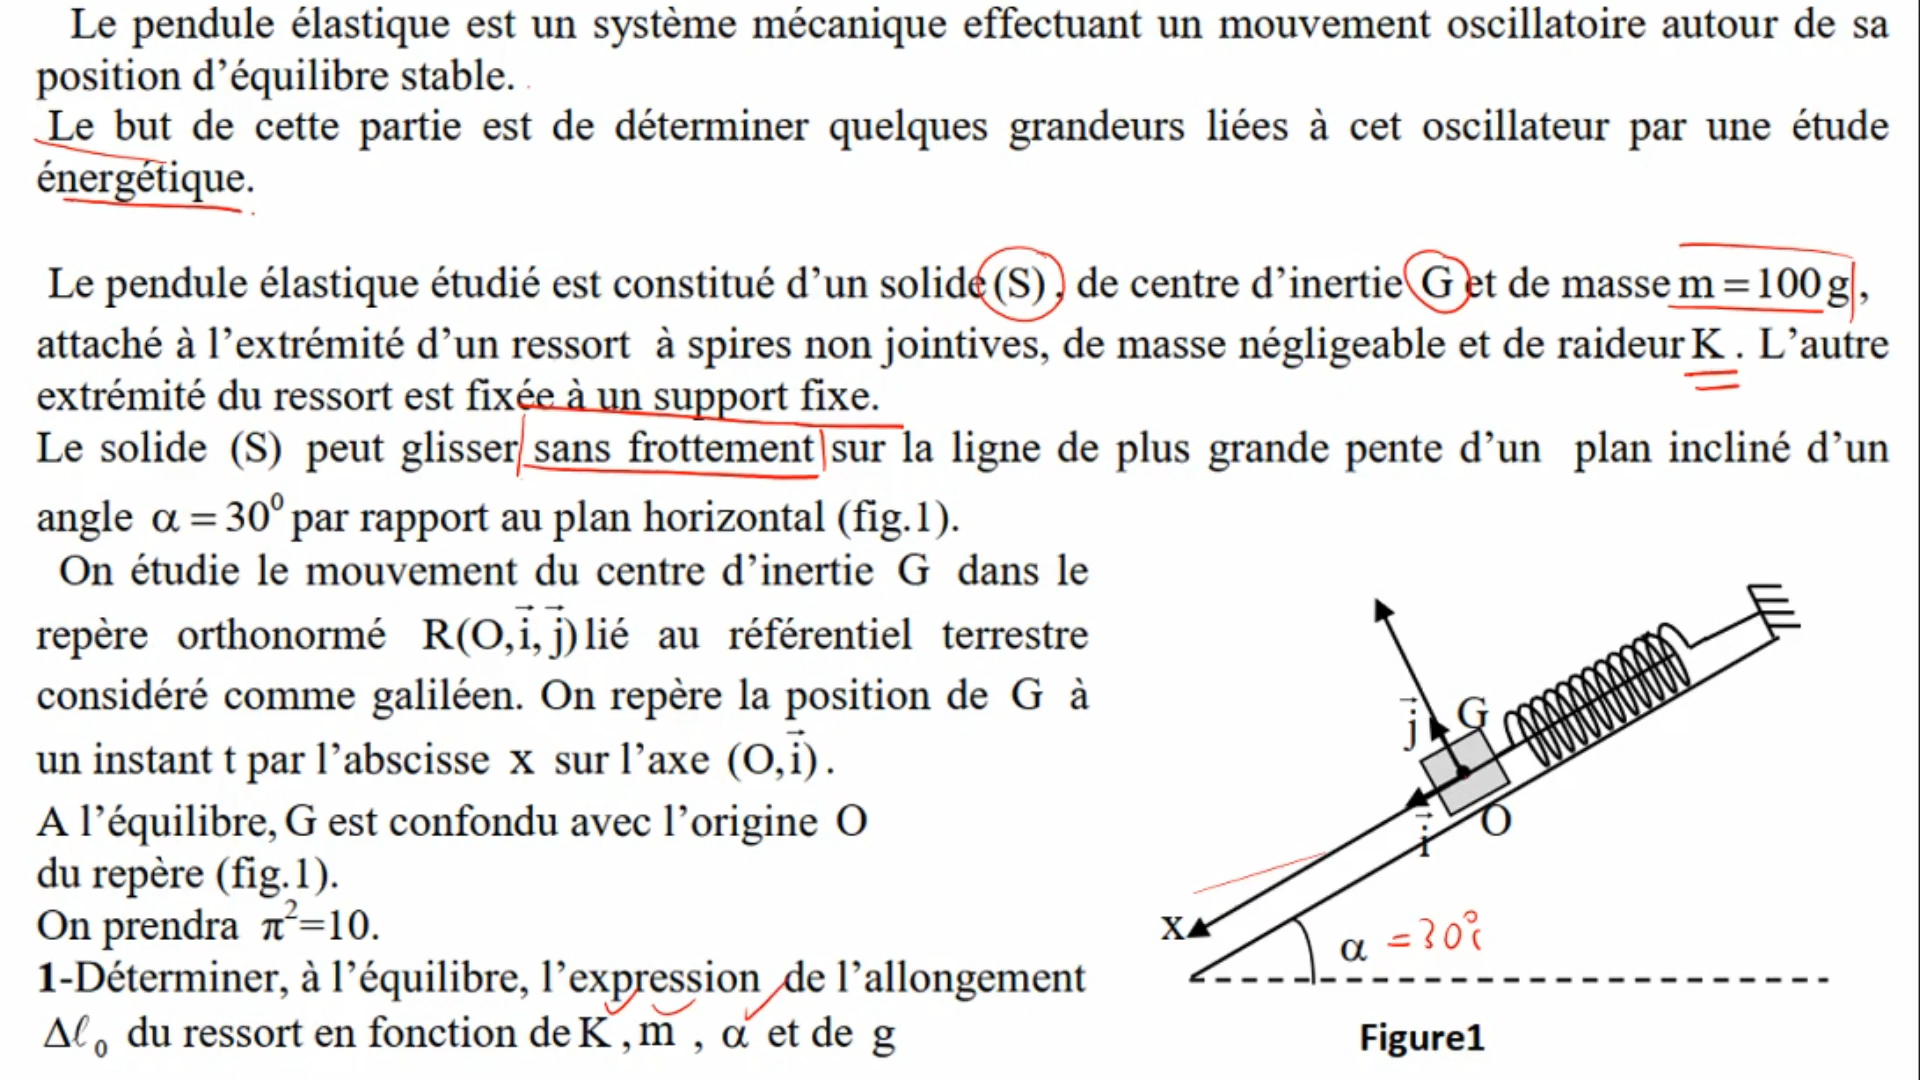 Le pendule élastique est un système mécanique effectuant un mouvement oscillatoire autour de sa
position d’équilibre stable.
Le but de cette partie est de déterminer quelques grandeurs liées à cet oscillateur par une étude
énergétique.
Le pendule élastique étudié est constitué d’un solide (S), de centre d’inertie G et de masse m = 100 g,
attaché à l’extrémité d’un ressort à spires non jointives, de masse négligeable et de raideur K. L’autre
extrémité du ressort est fixée à un support fixe.
Le solide (S) peut glisser sans frottement sur la ligne de plus grande pente d’un plan incliné d’un
angle α = 30⁰ par rapport au plan horizontal (fig.1).
On étudie le mouvement du centre d’inertie G dans le
repère orthonormé R(O,i⃗,j⃗) lié au référentiel terrestre
considéré comme galiléen. On repère la position de G à
un instant t par l’abscisse x sur l’axe (O,i⃗).
A l’équilibre, G est confondu avec l’origine O
du repère (fig.1).
On prendra π²=10.
1-Déterminer, à l’équilibre, l’expression de l’allongement
Δℓ₀ du ressort en fonction de K, m, α et de g
j⃗
G
O
i⃗
x
α = 30°
Figure1